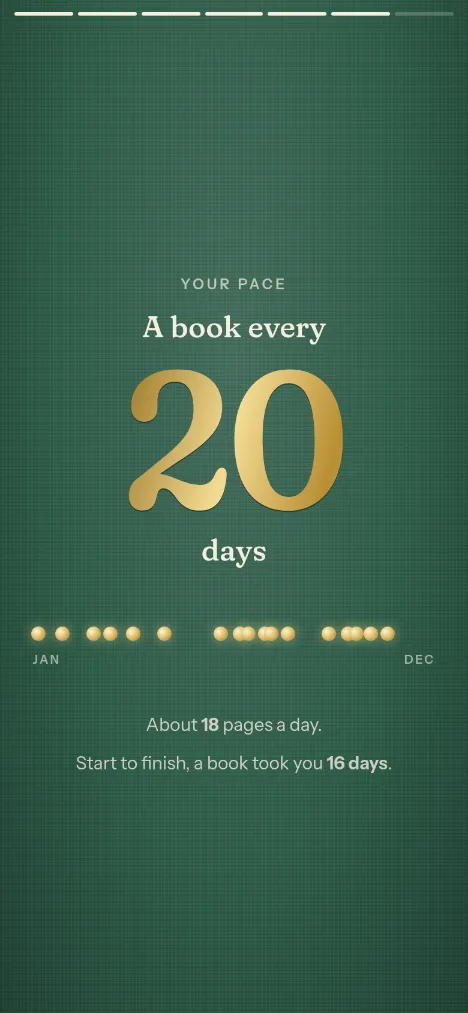 YOUR PACE
A book every
20
days
JAN DEC
About 18 pages a day.
Start to finish, a book took you 16 days.